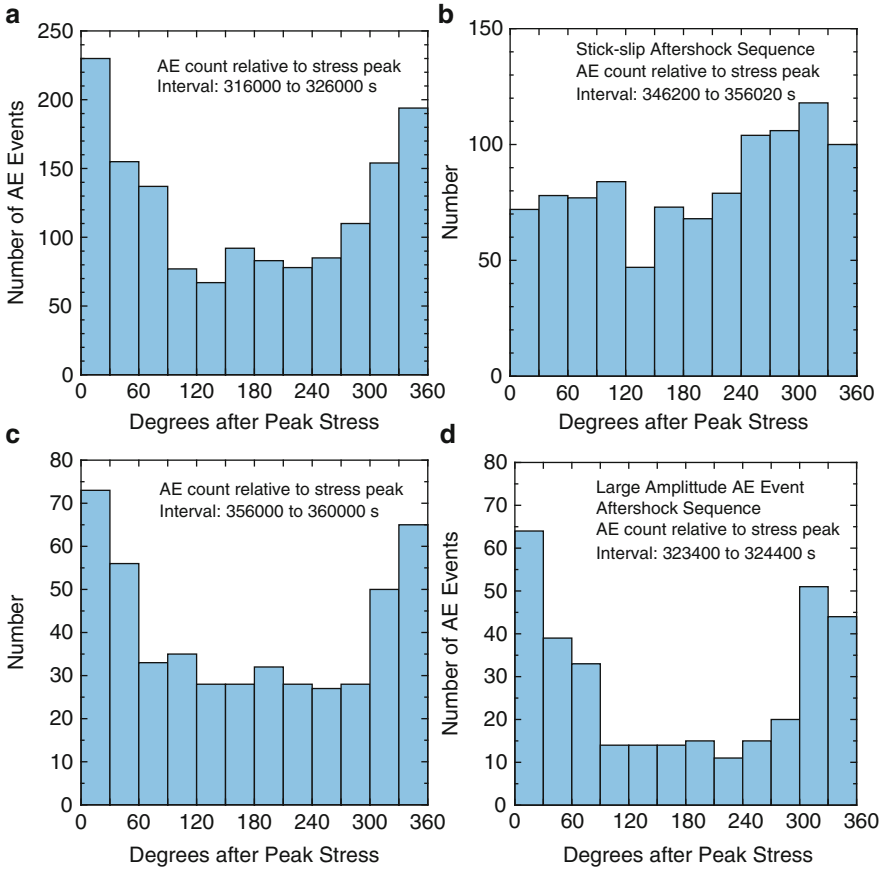 a
250
200
150
100
50
0
Number of AE Events
AE count relative to stress peak
Interval: 316000 to 326000 s
0 60 120 180 240 300 360
Degrees after Peak Stress
b
150
100
50
0
Number
Stick-slip Aftershock Sequence
AE count relative to stress peak
Interval: 346200 to 356020 s
0 60 120 180 240 300 360
Degrees after Peak Stress
c
80
70
60
50
40
30
20
10
0
Number
AE count relative to stress peak
Interval: 356000 to 360000 s
0 60 120 180 240 300 360
Degrees after Peak Stress
d
80
70
60
50
40
30
20
10
0
Number of AE Events
Large Amplittude AE Event
Aftershock Sequence
AE count relative to stress peak
Interval: 323400 to 324400 s
0 60 120 180 240 300 360
Degrees after Peak Stress